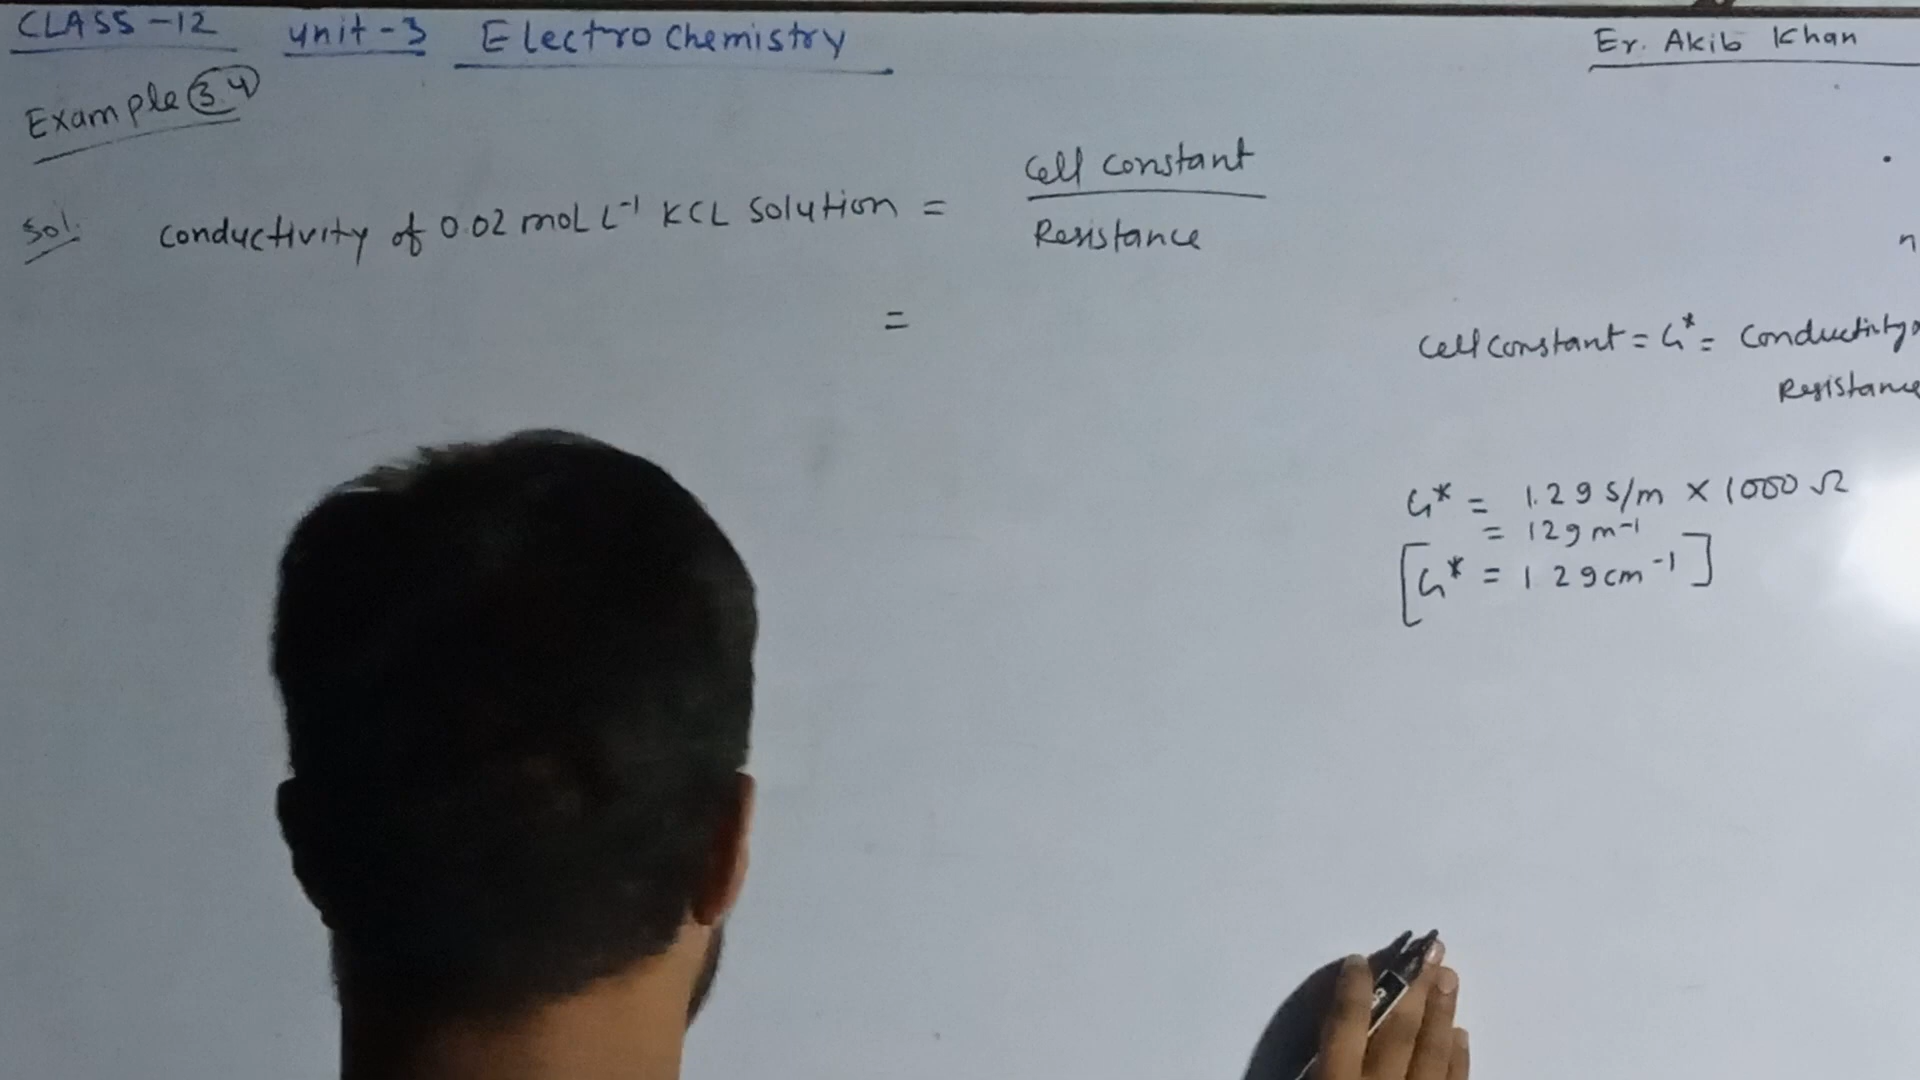 CLASS-12 unit-3 Electro Chemistry Er. Akib Khan
Example 3.4
Sol. Conductivity of 0.02 mol L⁻¹ KCL Solution = Cell Constant
Resistance
=
Cell Constant = G* = Conductivity
Resistance
G* = 1.29 S/m × 1000 Ω
= 129 m⁻¹
[G* = 1 29 cm⁻¹]